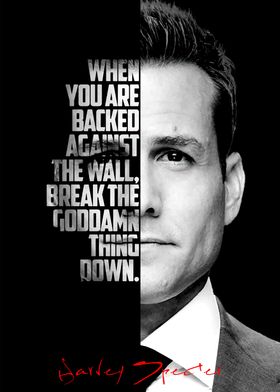 WHEN
YOU ARE
BACKED
AGAINST
THE WALL,
BREAK THE
GODDAMN
THING
DOWN.
Harvey Specter